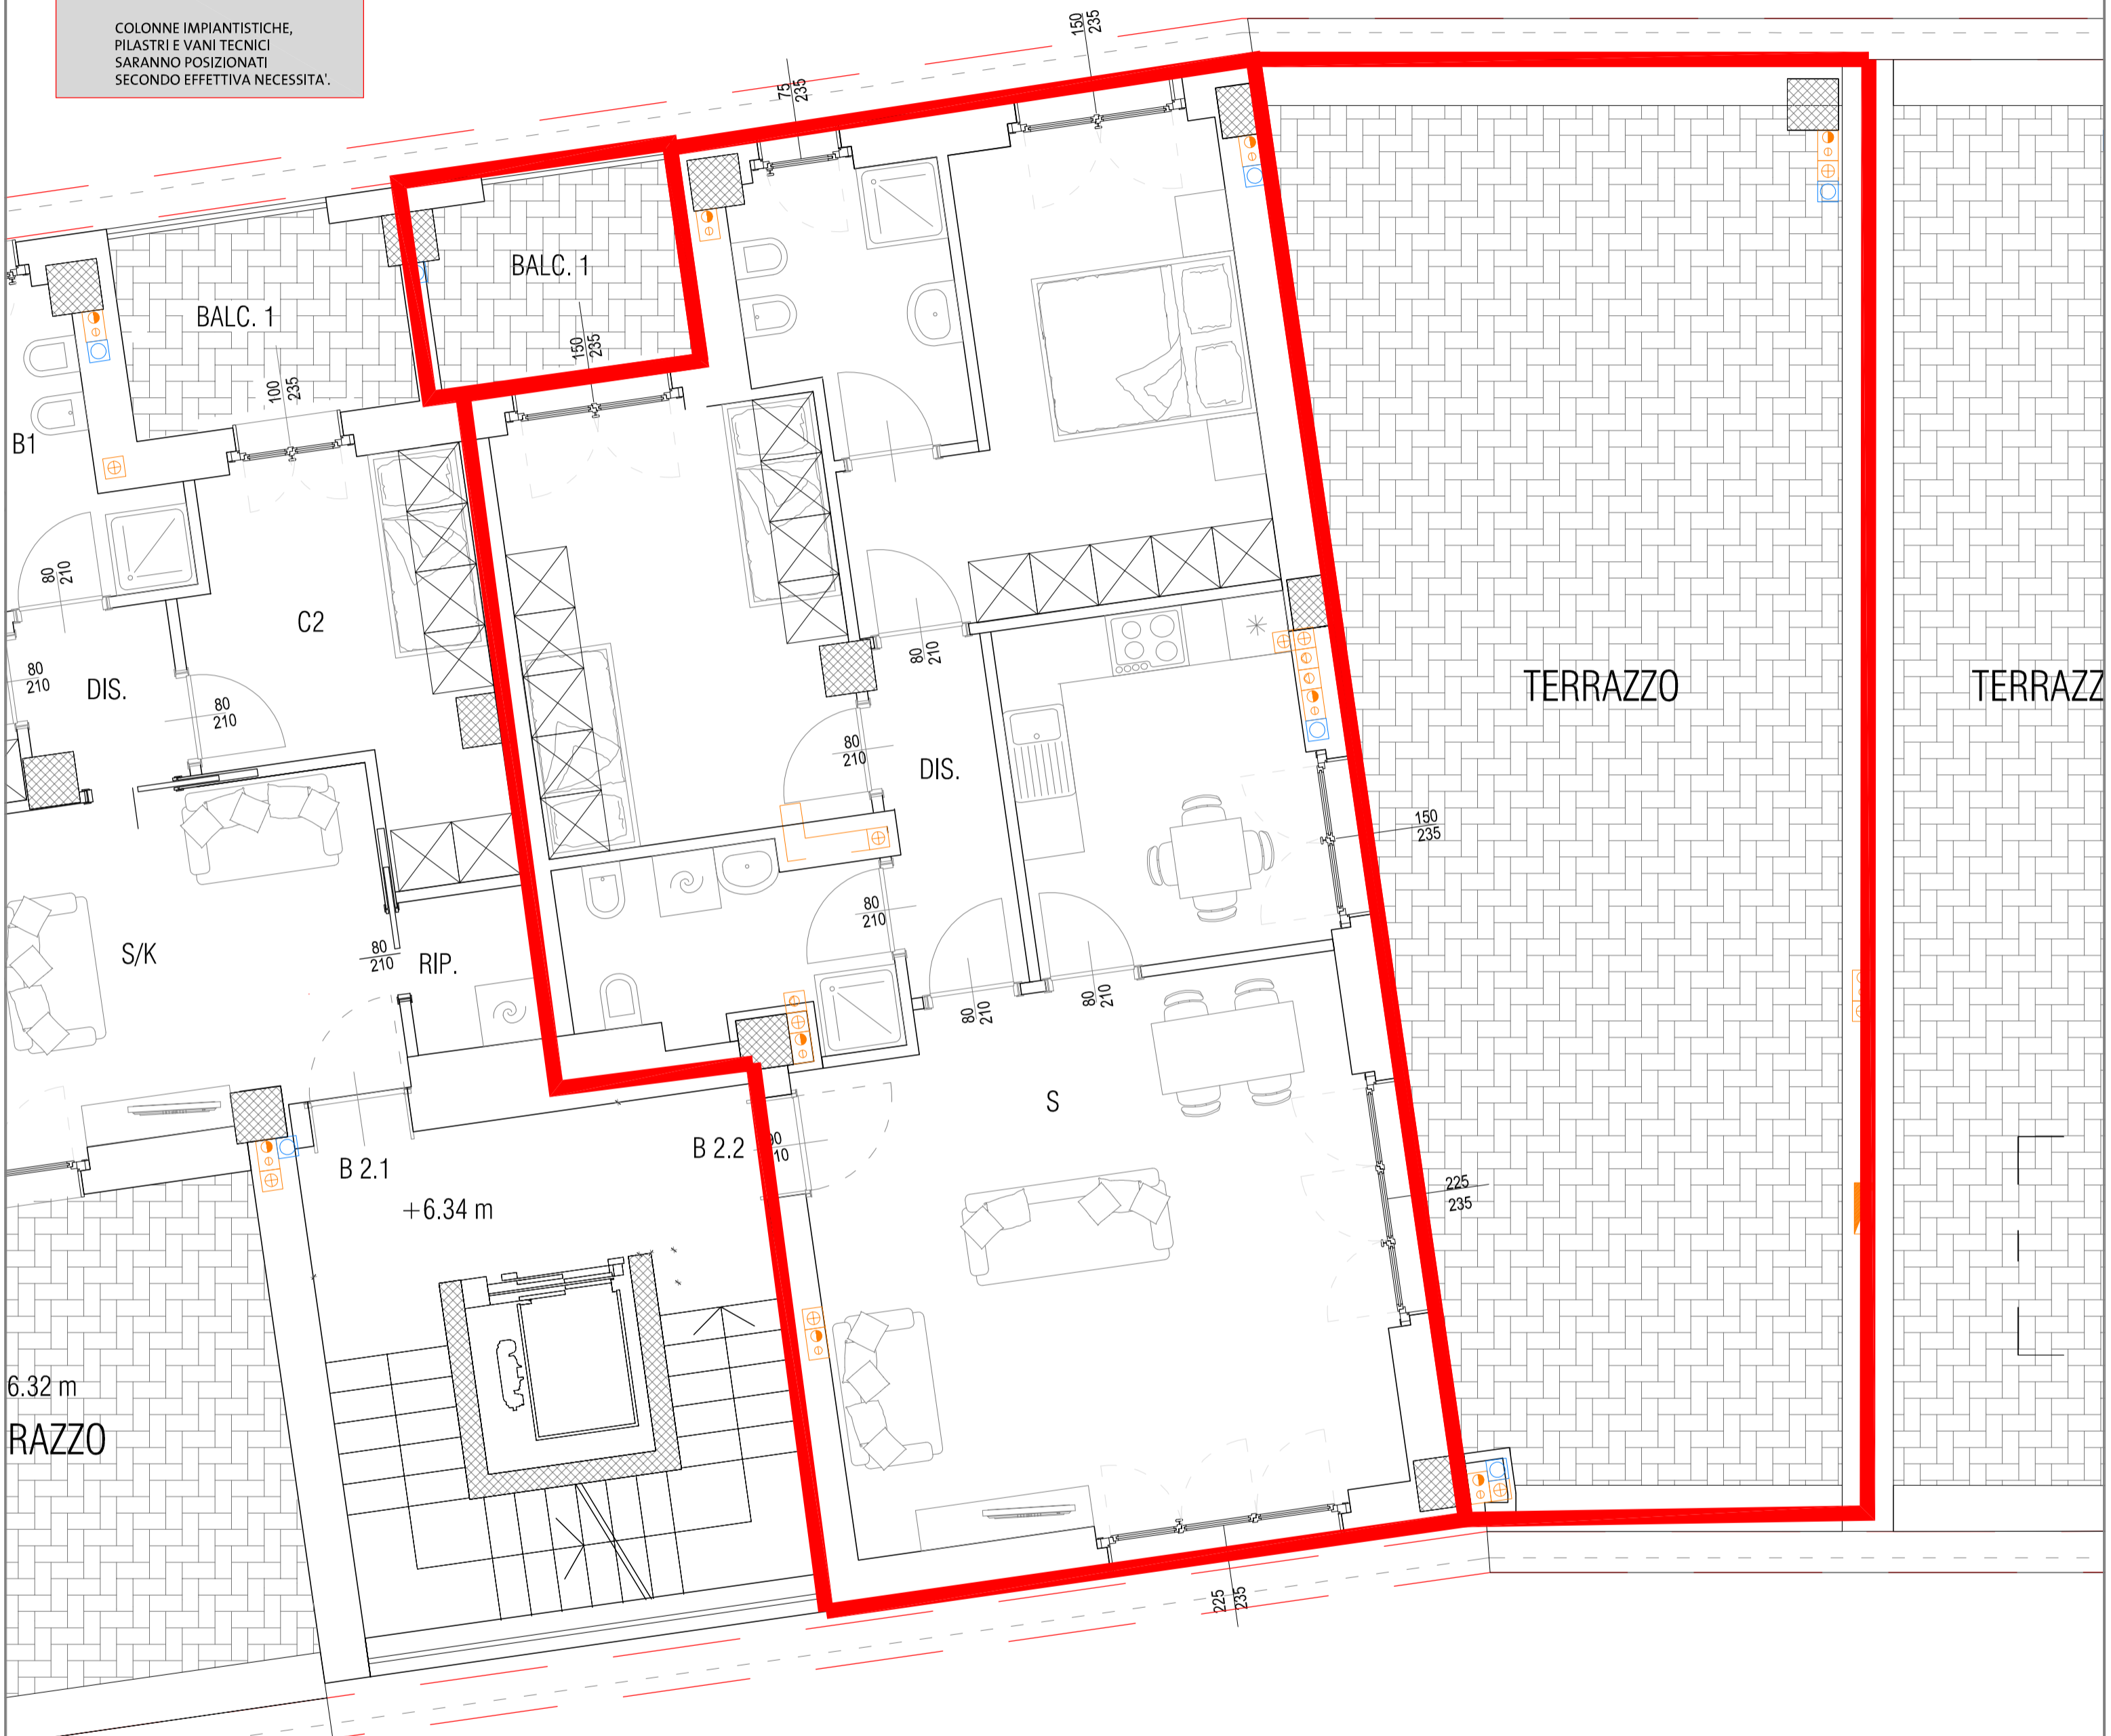 COLONNE IMPIANTISTICHE,
PILASTRI E VANI TECNICI
SARANNO POSIZIONATI
SECONDO EFFETTIVA NECESSITA'.
150
235
75
235
BALC. 1
BALC. 1
150
235
100
235
B1
80
210
C2
80
210
DIS.
80
210
80
210
80
210
DIS.
TERRAZZO
TERRAZZ
150
235
80
210
S/K
80
210
RIP.
80
210
80
210
S
B 2.2
B 2.1
+6.34 m
225
235
6.32 m
RAZZO
225
235